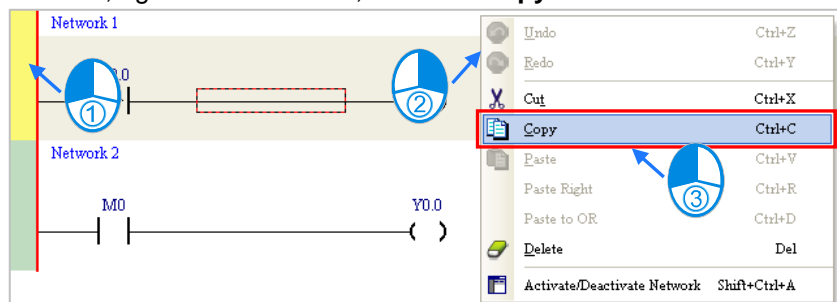 Network 1
Undo Ctrl+Z
Redo Ctrl+Y
Cut Ctrl+X
Copy Ctrl+C
Network 2
Paste Ctrl+V
Paste Right Ctrl+R
M0 Y0.0
Paste to OR Ctrl+D
Delete Del
Activate/Deactivate Network Shift+Ctrl+A
①
②
③